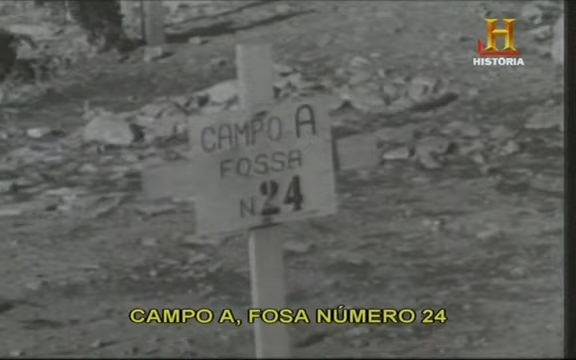 H
HISTORIA
CAMPO A
FOSSA
N 24
CAMPO A, FOSA NÚMERO 24